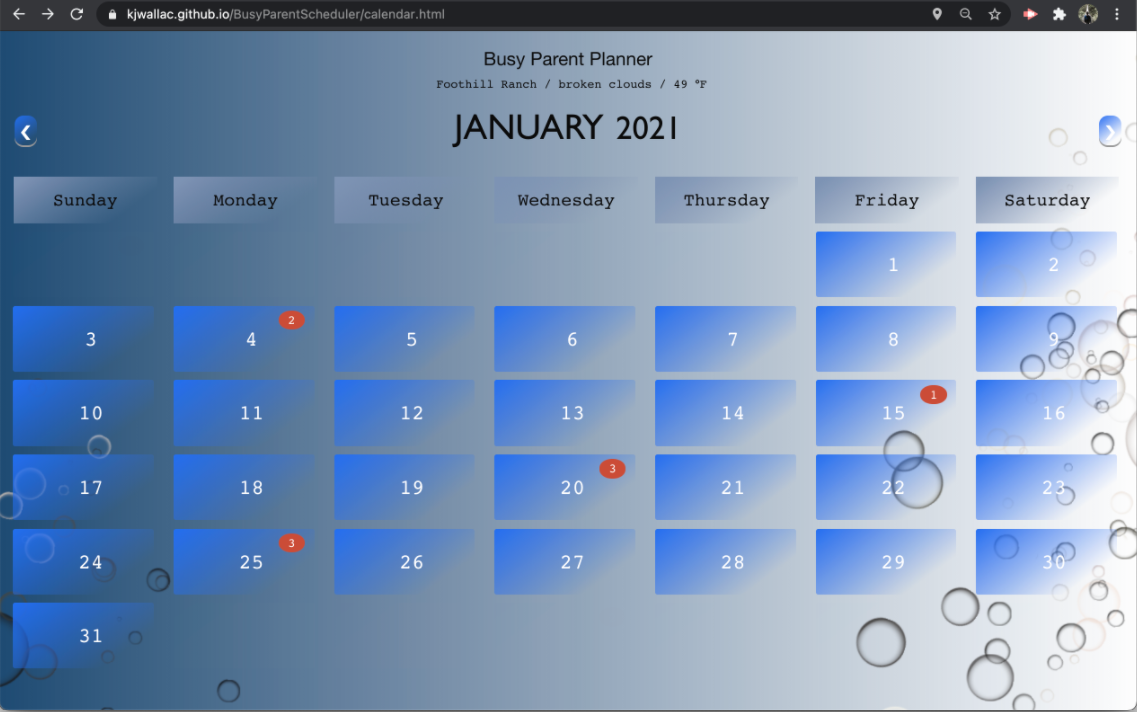 kjwallac.github.io/BusyParentScheduler/calendar.html
Busy Parent Planner
Foothill Ranch / broken clouds / 49 °F
JANUARY 2021
Sunday Monday Tuesday Wednesday Thursday Friday Saturday
1 2
3 4 2 5 6 7 8 9
10 11 12 13 14 15 1 16
17 18 19 20 3 21 22 23
24 25 3 26 27 28 29 30
31